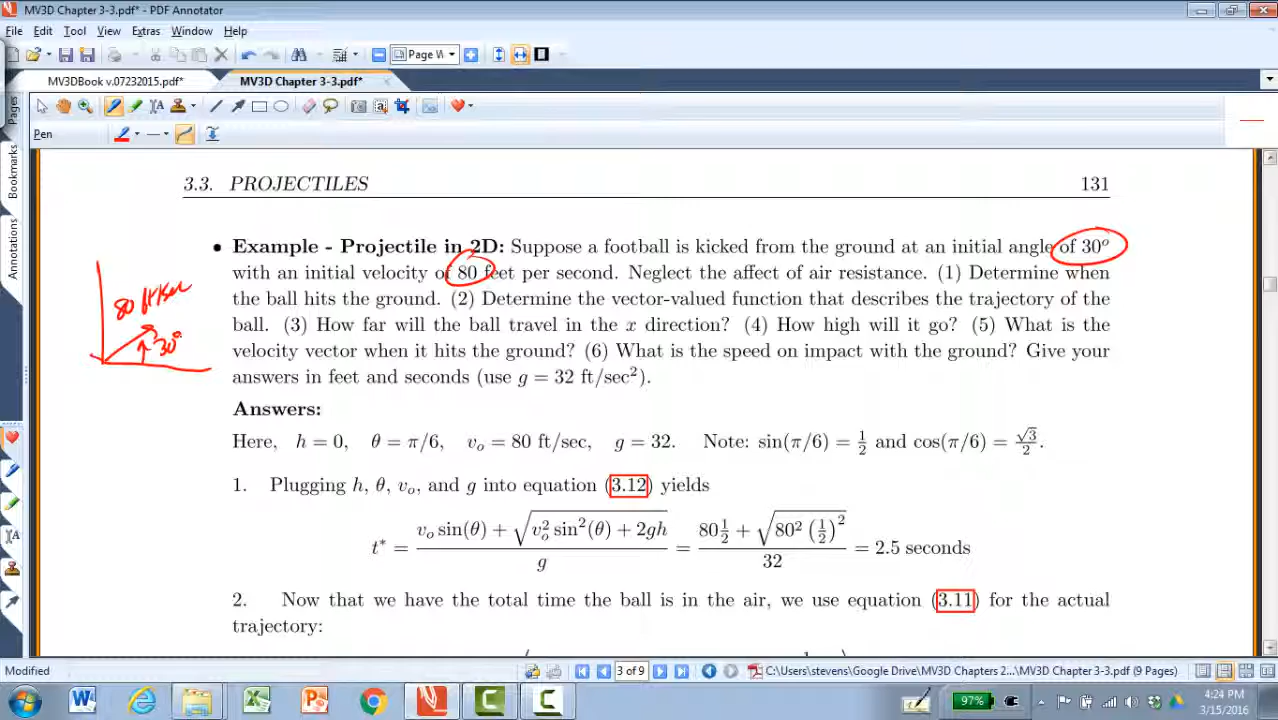 MV3D Chapter 3-3.pdf* - PDF Annotator
File Edit Tool View Extras Window Help
Page W
MV3DBook v.07232015.pdf* MV3D Chapter 3-3.pdf*
Pen
Pages
Bookmarks
Annotations
3.3. PROJECTILES 131
• Example - Projectile in 2D: Suppose a football is kicked from the ground at an initial angle of 30°
with an initial velocity of 80 feet per second. Neglect the affect of air resistance. (1) Determine when
the ball hits the ground. (2) Determine the vector-valued function that describes the trajectory of the
ball. (3) How far will the ball travel in the x direction? (4) How high will it go? (5) What is the
velocity vector when it hits the ground? (6) What is the speed on impact with the ground? Give your
answers in feet and seconds (use g = 32 ft/sec²).
80 ft/sec
30°
Answers:
Here, h = 0, θ = π/6, v₀ = 80 ft/sec, g = 32. Note: sin(π/6) = 1/2 and cos(π/6) = √3/2.
1. Plugging h, θ, v₀, and g into equation (3.12) yields
t* = (v₀ sin(θ) + √(v₀² sin²(θ) + 2gh))/g = (80 1/2 + √(80² (1/2)²))/32 = 2.5 seconds
2. Now that we have the total time the ball is in the air, we use equation (3.11) for the actual
trajectory:
Modified 3 of 9 C:\Users\stevens\Google Drive\MV3D Chapters 2...\MV3D Chapter 3-3.pdf (9 Pages)
97% 4:24 PM
3/15/2016